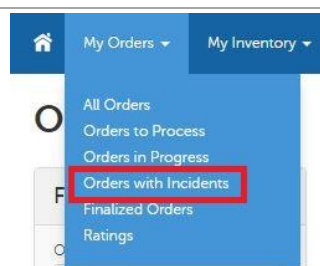 My Orders My Inventory
All Orders
O
Orders to Process
Orders in Progress
Orders with Incidents
F
Finalized Orders
Ratings